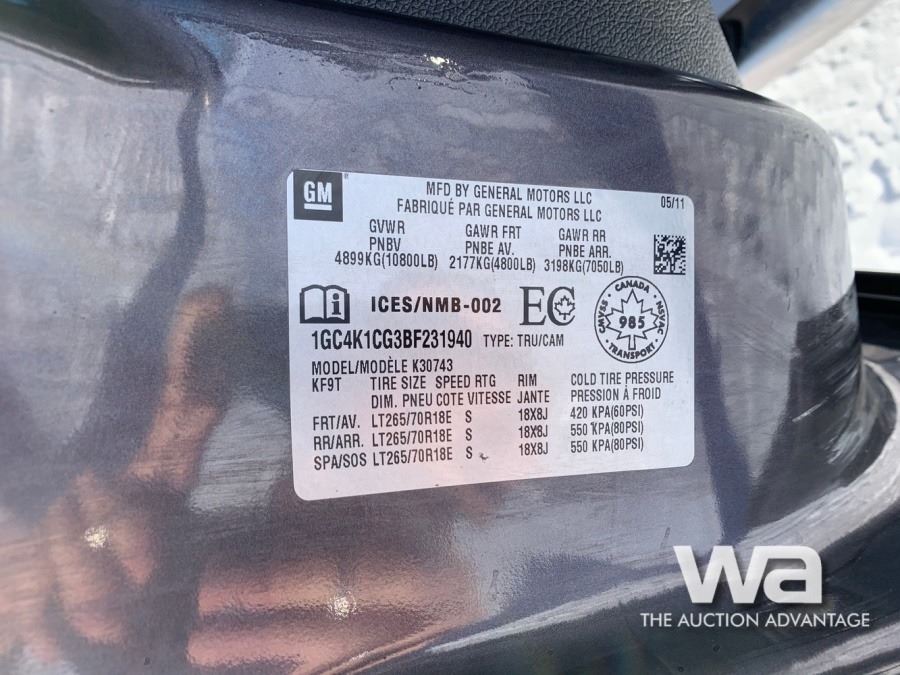 GM
MFD BY GENERAL MOTORS LLC
05/11
FABRIQUÉ PAR GENERAL MOTORS LLC
GVWR GAWR FRT GAWR RR
PNBV PNBE AV. PNBE ARR.
4899KG(10800LB) 2177KG(4800LB) 3198KG(7050LB)
ICES/NMB-002 EC
CANADA
NSVAC
985
TRANSPORT
SYMAC
1GC4K1CG3BF231940 TYPE: TRU/CAM
MODEL/MODÈLE K30743
KF9T TIRE SIZE SPEED RTG RIM COLD TIRE PRESSURE
DIM. PNEU COTE VITESSE JANTE PRESSION À FROID
FRT/AV. LT265/70R18E S 18X8J 420 KPA(60PSI)
RR/ARR. LT265/70R18E S 18X8J 550 KPA(80PSI)
SPA/SOS LT265/70R18E S 18X8J 550 KPA(80PSI)
wa
THE AUCTION ADVANTAGE